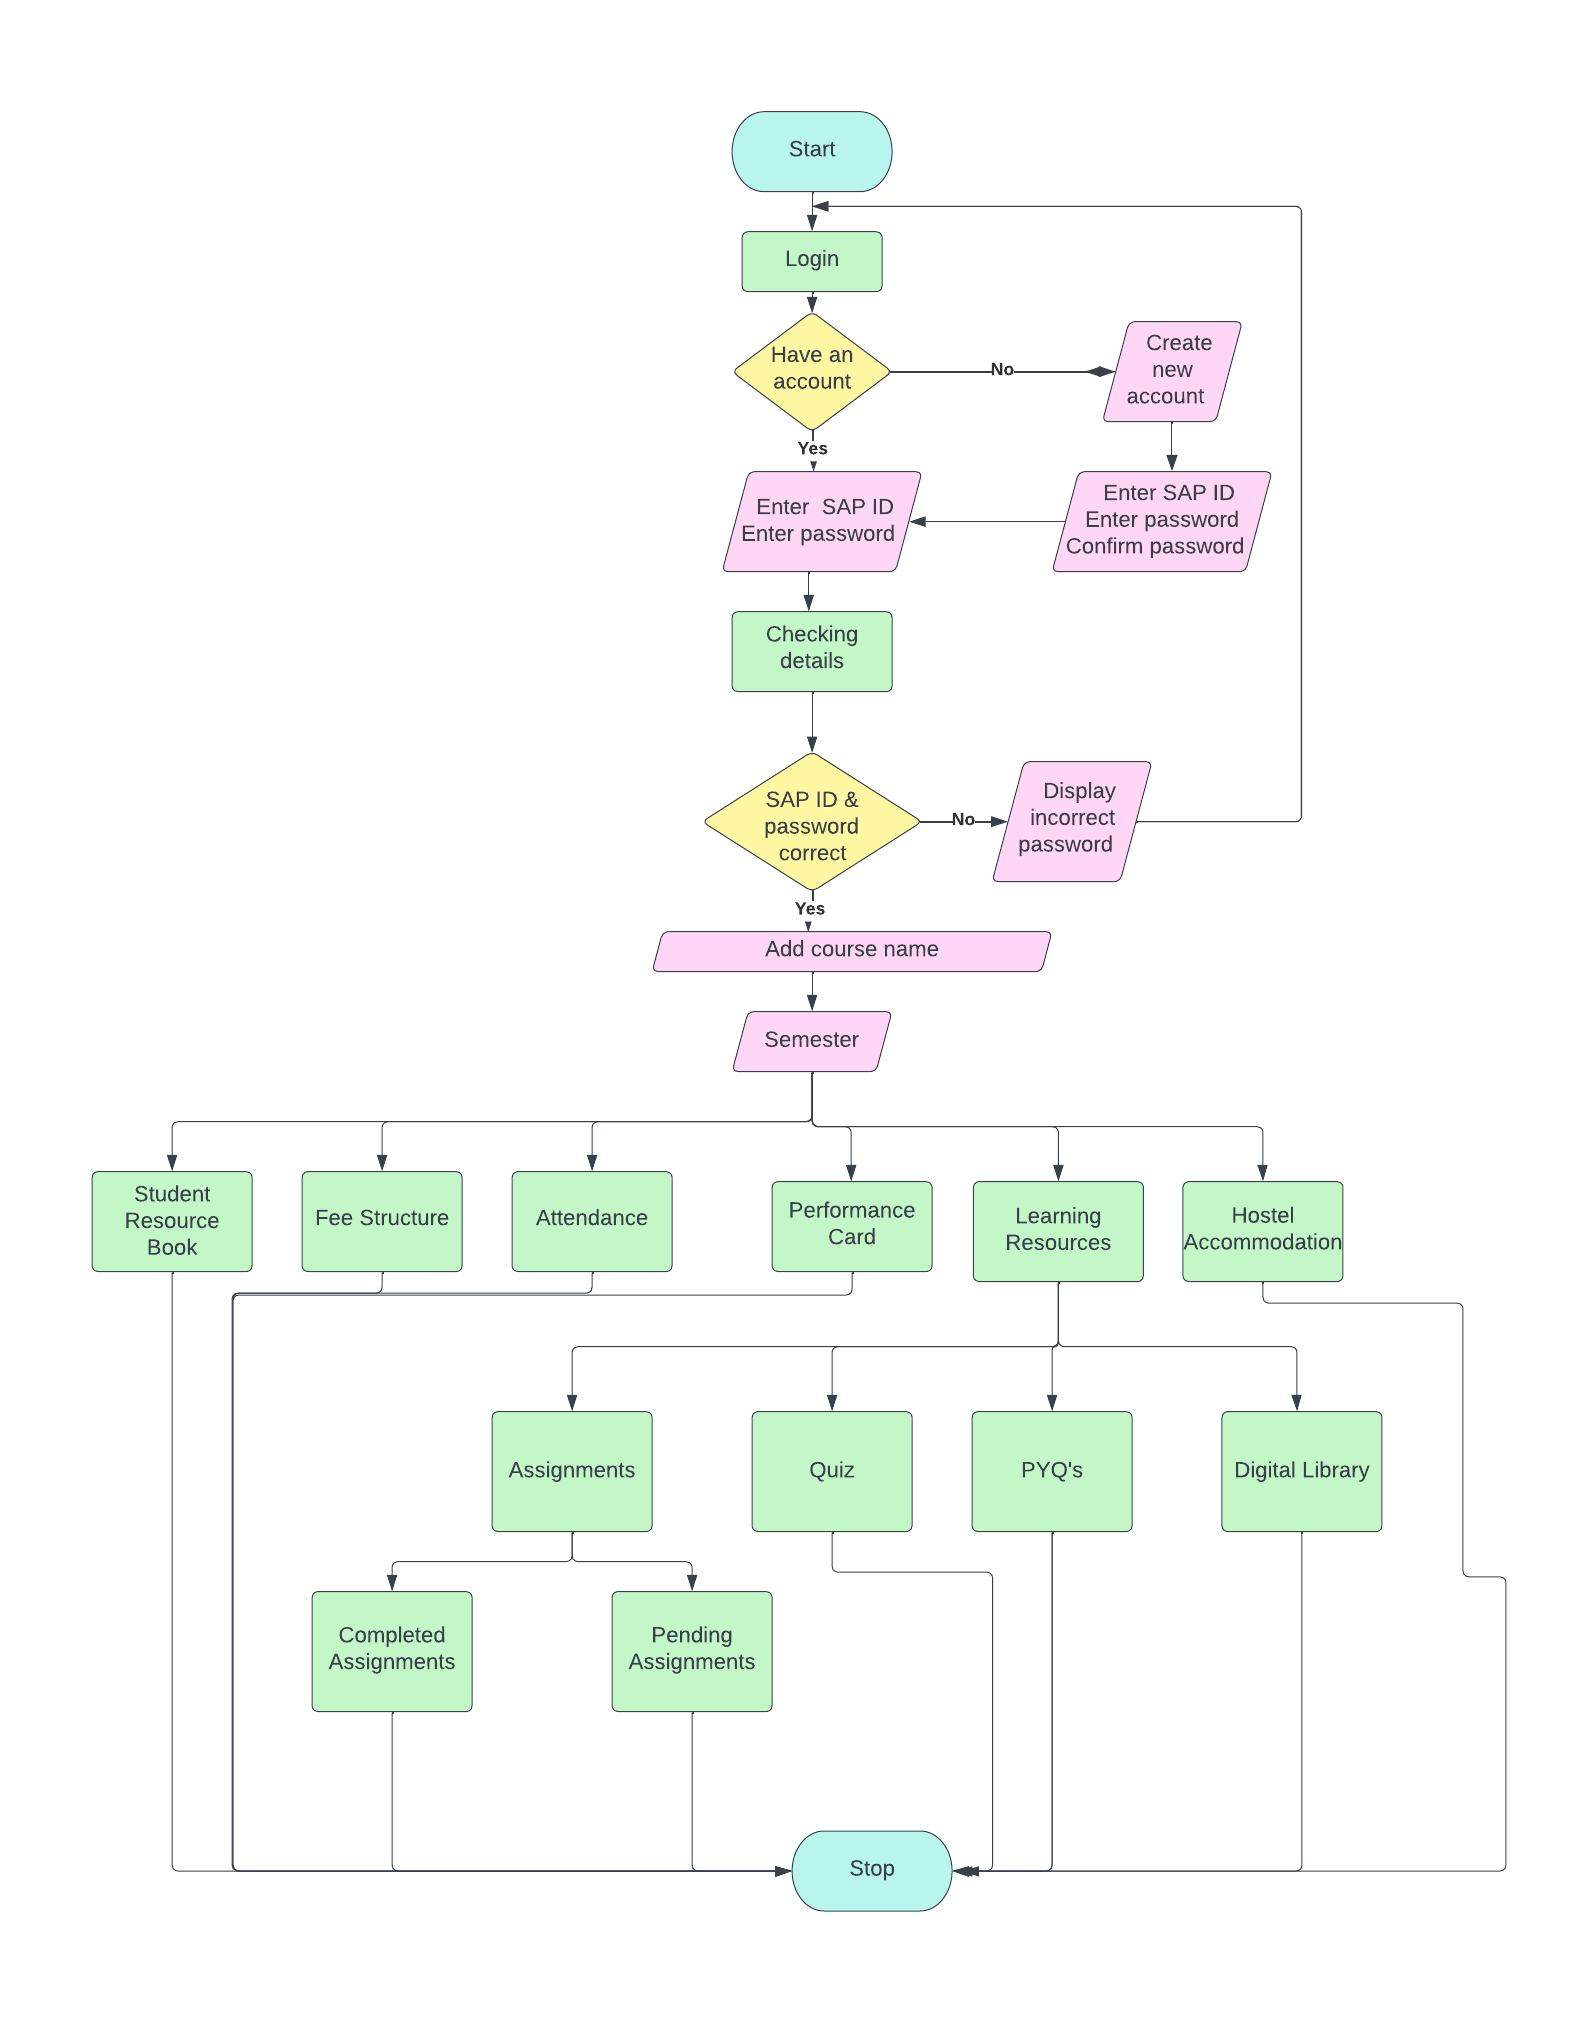 Start
Login
Have an
account
No
Create
new
account
Yes
Enter  SAP ID
Enter password
Enter SAP ID
Enter password
Confirm password
Checking
details
SAP ID &
password
correct
No
Display
incorrect
password
Yes
Add course name
Semester
Student
Resource
Book
Fee Structure
Attendance
Performance
Card
Learning
Resources
Hostel
Accommodation
Assignments
Quiz
PYQ's
Digital Library
Completed
Assignments
Pending
Assignments
Stop